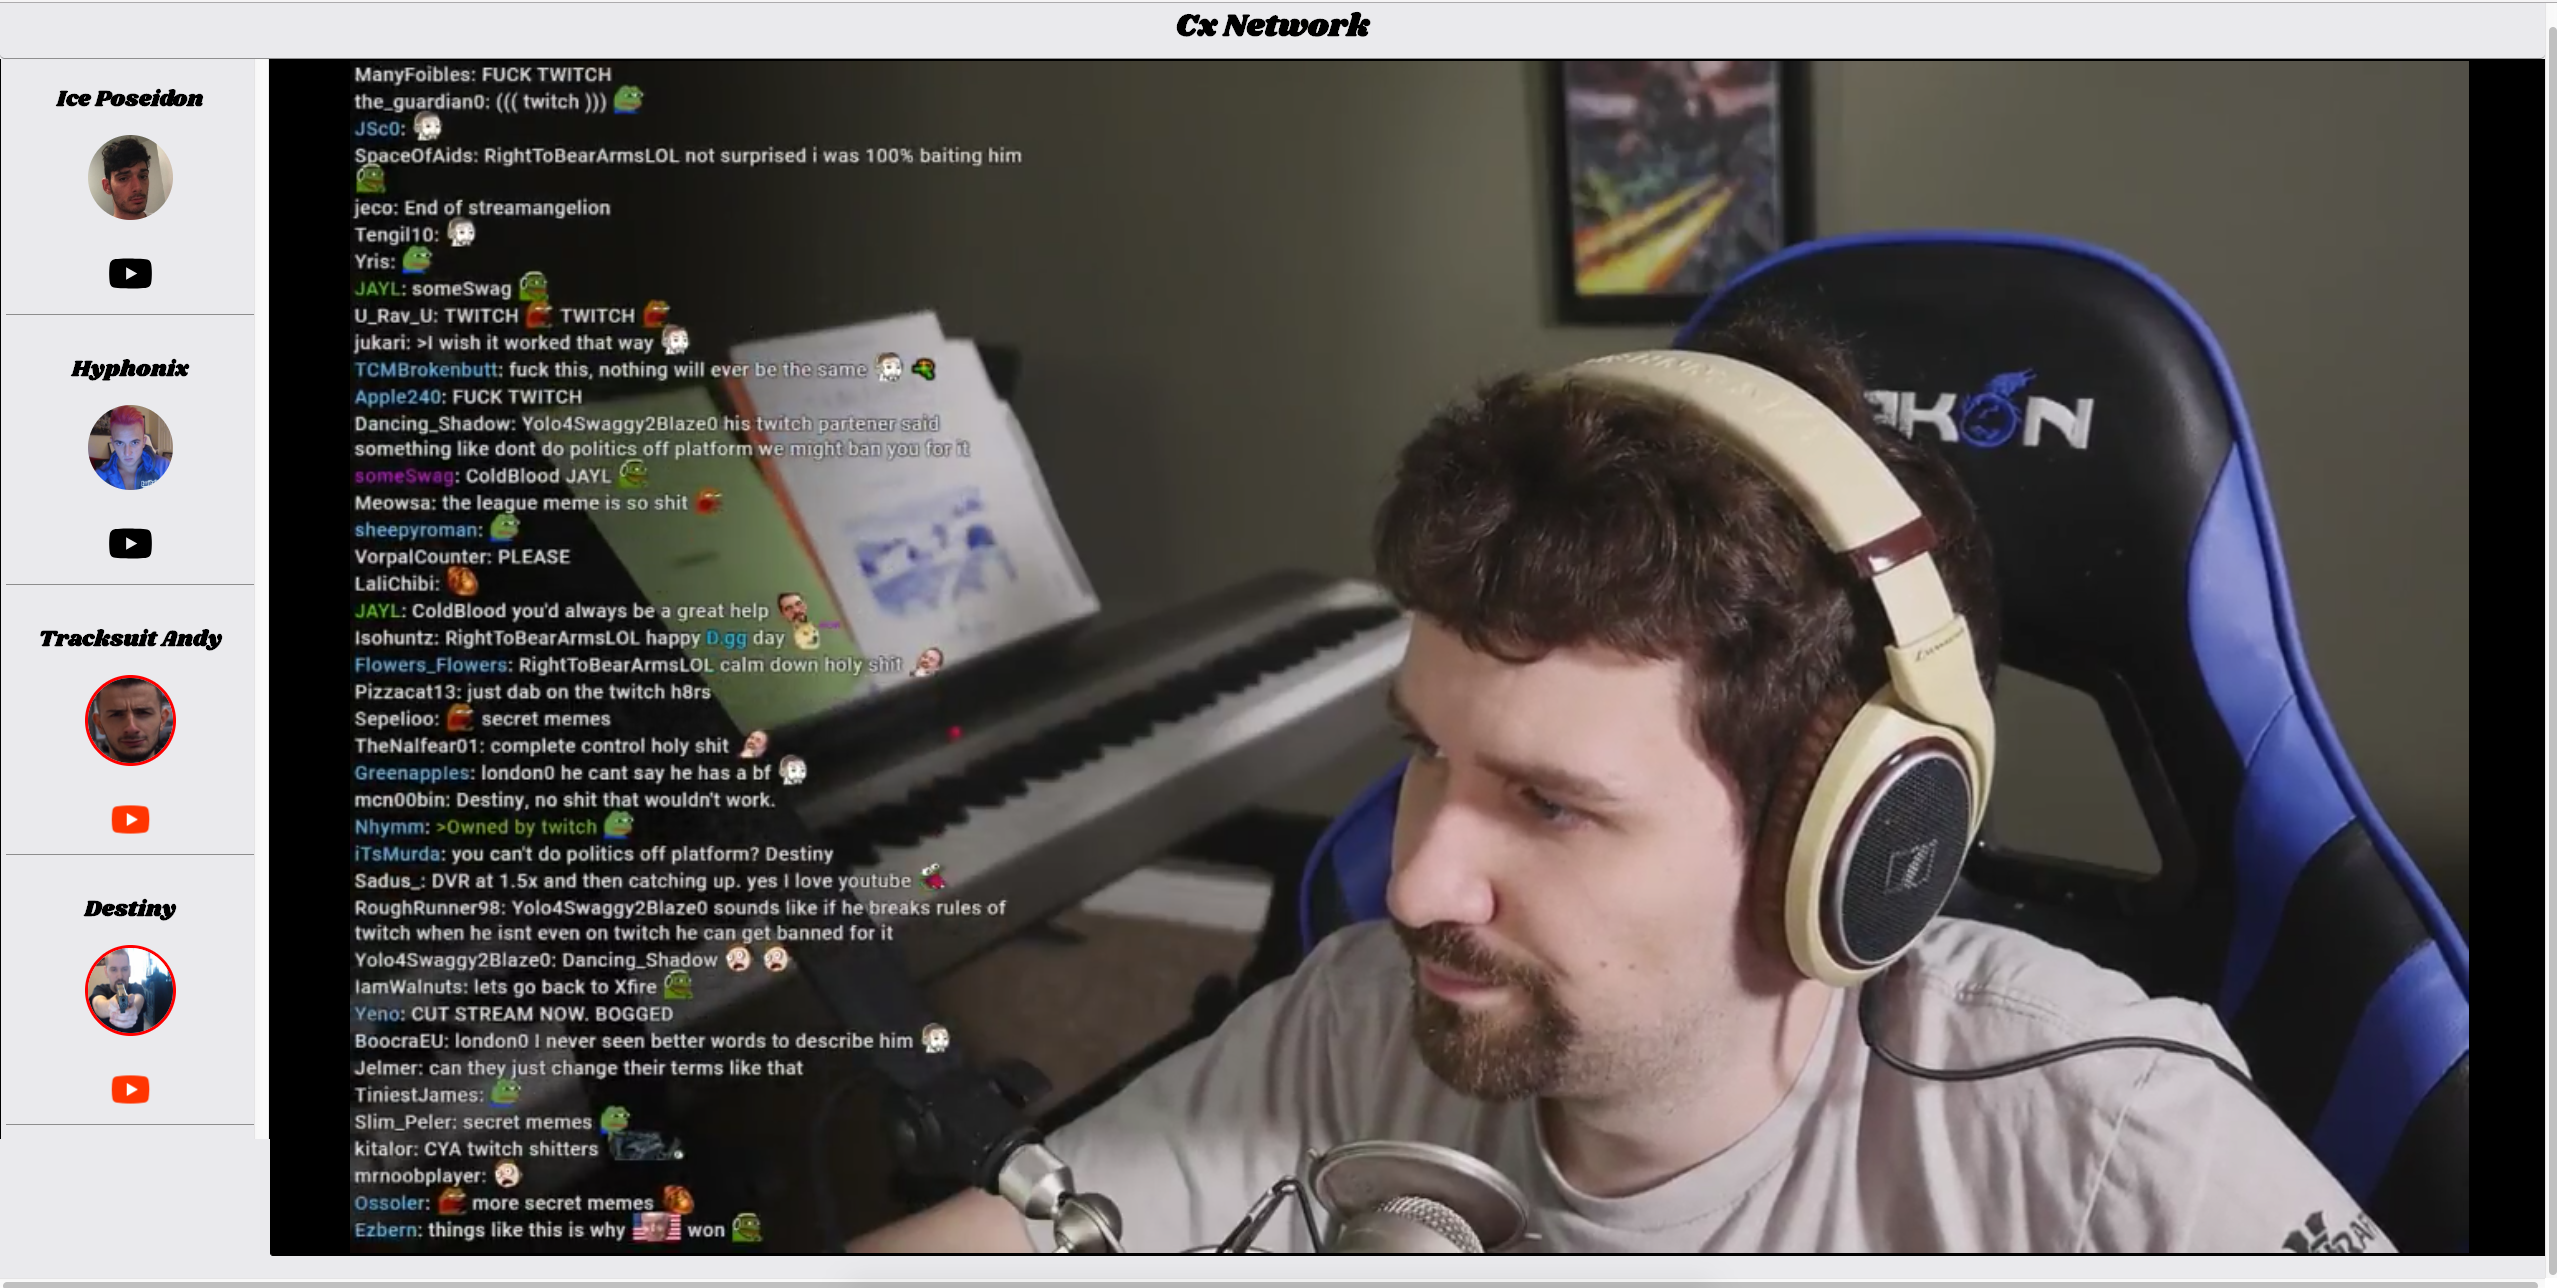 Cx Network
Ice Poseidon
Hyphonix
Tracksuit Andy
Destiny
ManyFoibles: FUCK TWITCH
the_guardian0: ((( twitch )))
JSc0:
SpaceOfAids: RightToBearArmsLOL not surprised i was 100% baiting him
jeco: End of streamangelion
Tengil10:
Yris:
JAYL: someSwag
U_Rav_U: TWITCH TWITCH
jukari: >I wish it worked that way
TCMBrokenbutt: fuck this, nothing will ever be the same
Apple240: FUCK TWITCH
Dancing_Shadow: Yolo4Swaggy2Blaze0 his twitch partener said
something like dont do politics off platform we might ban you for it
someSwag: ColdBlood JAYL
Meowsa: the league meme is so shit
sheepyroman:
VorpalCounter: PLEASE
LaliChibi:
JAYL: ColdBlood you'd always be a great help
Isohuntz: RightToBearArmsLOL happy D.gg day
Flowers_Flowers: RightToBearArmsLOL calm down holy shit
Pizzacat13: just dab on the twitch h8rs
Sepelioo: secret memes
TheNalfear01: complete control holy shit
Greenapples: london0 he cant say he has a bf
mcn00bin: Destiny, no shit that wouldn't work.
Nhymm: >Owned by twitch
iTsMurda: you can't do politics off platform? Destiny
Sadus_: DVR at 1.5x and then catching up. yes I love youtube
RoughRunner98: Yolo4Swaggy2Blaze0 sounds like if he breaks rules of
twitch when he isnt even on twitch he can get banned for it
Yolo4Swaggy2Blaze0: Dancing_Shadow
IamWalnuts: lets go back to Xfire
Yeno: CUT STREAM NOW. BOGGED
BoocraEU: london0 I never seen better words to describe him
Jelmer: can they just change their terms like that
TiniestJames:
Slim_Peler: secret memes
kitalor: CYA twitch shitters
mrnoobplayer:
Ossoler: more secret memes
Ezbern: things like this is why won